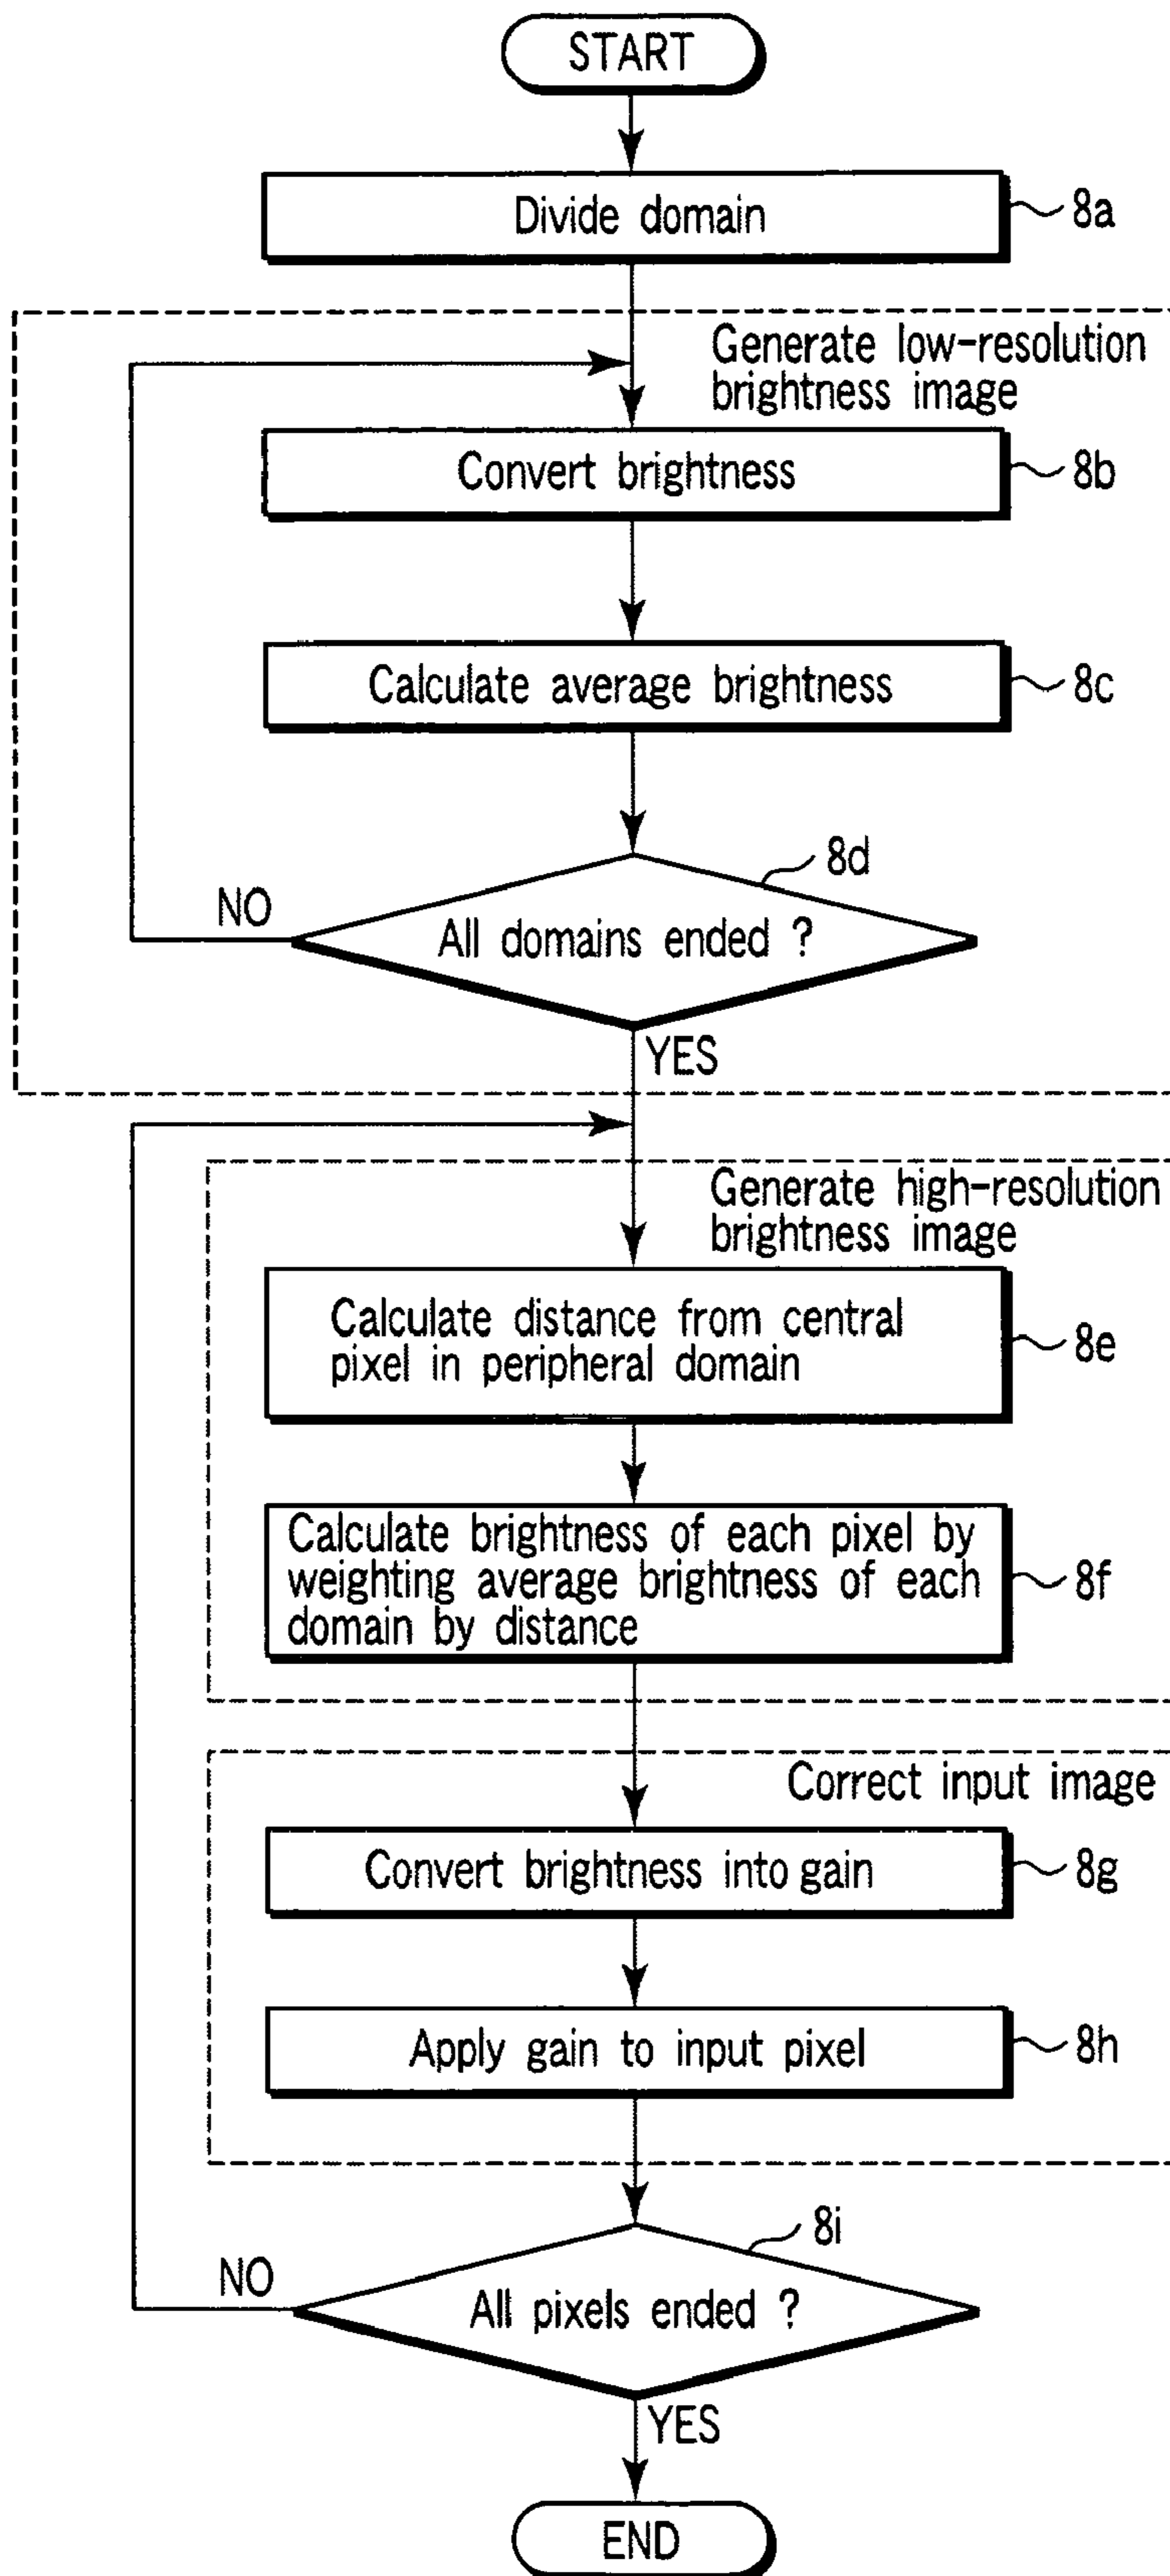 START
Divide domain
8a
Generate low-resolution
brightness image
Convert brightness
8b
Calculate average brightness
8c
8d
NO
All domains ended ?
YES
Generate high-resolution
brightness image
Calculate distance from central
pixel in peripheral domain
8e
Calculate brightness of each pixel by
weighting average brightness of each
domain by distance
8f
Correct input image
Convert brightness into gain
8g
Apply gain to input pixel
8h
8i
NO
All pixels ended ?
YES
END